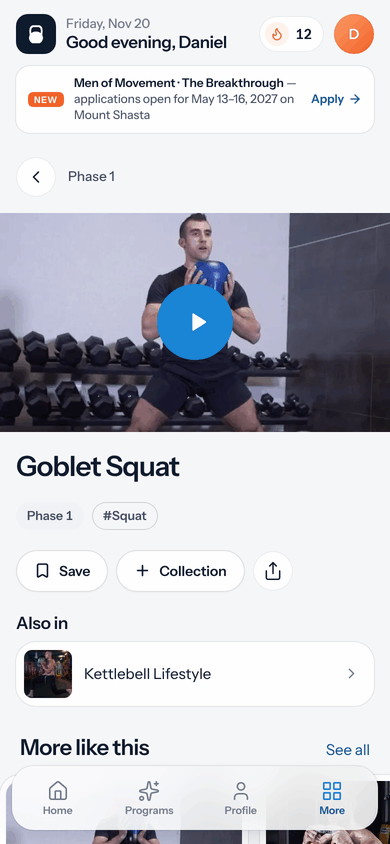 Friday, Nov 20
Good evening, Daniel
12
D
NEW
Men of Movement · The Breakthrough —
applications open for May 13–16, 2027 on
Mount Shasta
Apply
Phase 1
Goblet Squat
Phase 1
#Squat
Save
Collection
Also in
Kettlebell Lifestyle
More like this
See all
Home
Programs
Profile
More